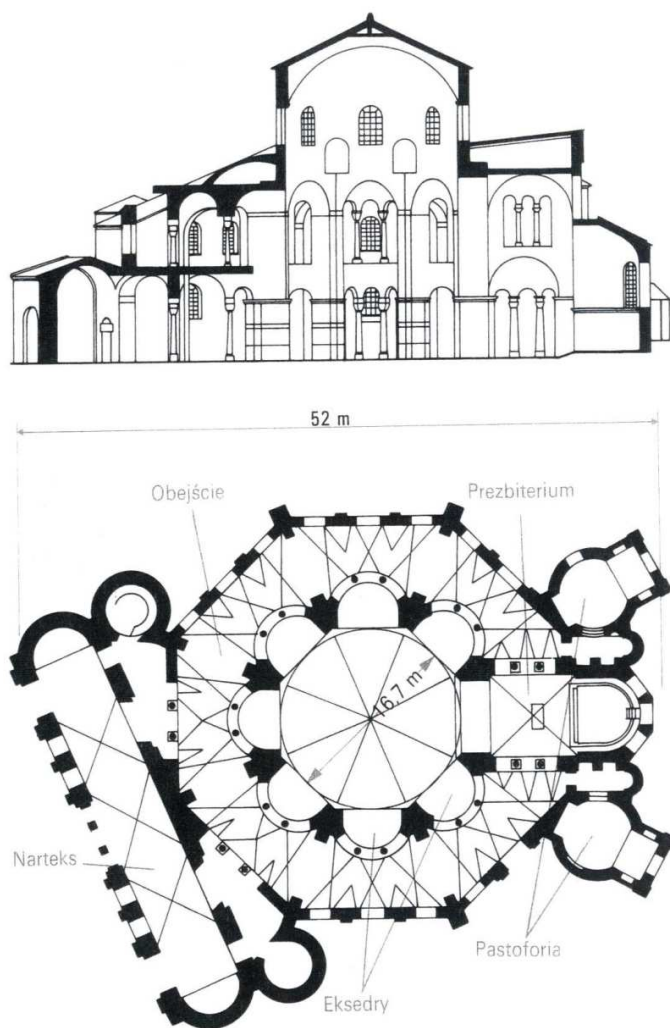 52 m
Obejście
Prezbiterium
16,7 m
Narteks
Pastoforia
Eksedry